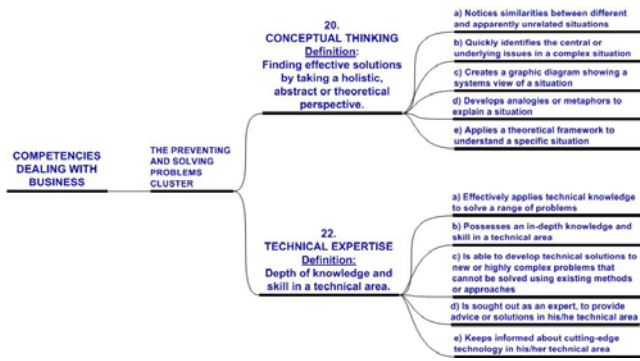 COMPETENCIES
DEALING WITH
BUSINESS
THE PREVENTING
AND SOLVING
PROBLEMS
CLUSTER
20.
CONCEPTUAL THINKING
Definition:
Finding effective solutions
by taking a holistic,
abstract or theoretical
perspective.
a) Notices similarities between different
and apparently unrelated situations
b) Quickly identifies the central or
underlying issues in a complex situation
c) Creates a graphic diagram showing a
systems view of a situation
d) Develops analogies or metaphors to
explain a situation
e) Applies a theoretical framework to
understand a specific situation
22.
TECHNICAL EXPERTISE
Definition:
Depth of knowledge and
skill in a technical area.
a) Effectively applies technical knowledge
to solve a range of problems
b) Possesses an in-depth knowledge and
skill in a technical area
c) Is able to develop technical solutions to
new or highly complex problems that
cannot be solved using existing methods
or approaches
d) Is sought out as an expert, to provide
advice or solutions in his/he technical area
e) Keeps informed about cutting-edge
technology in his/her technical area